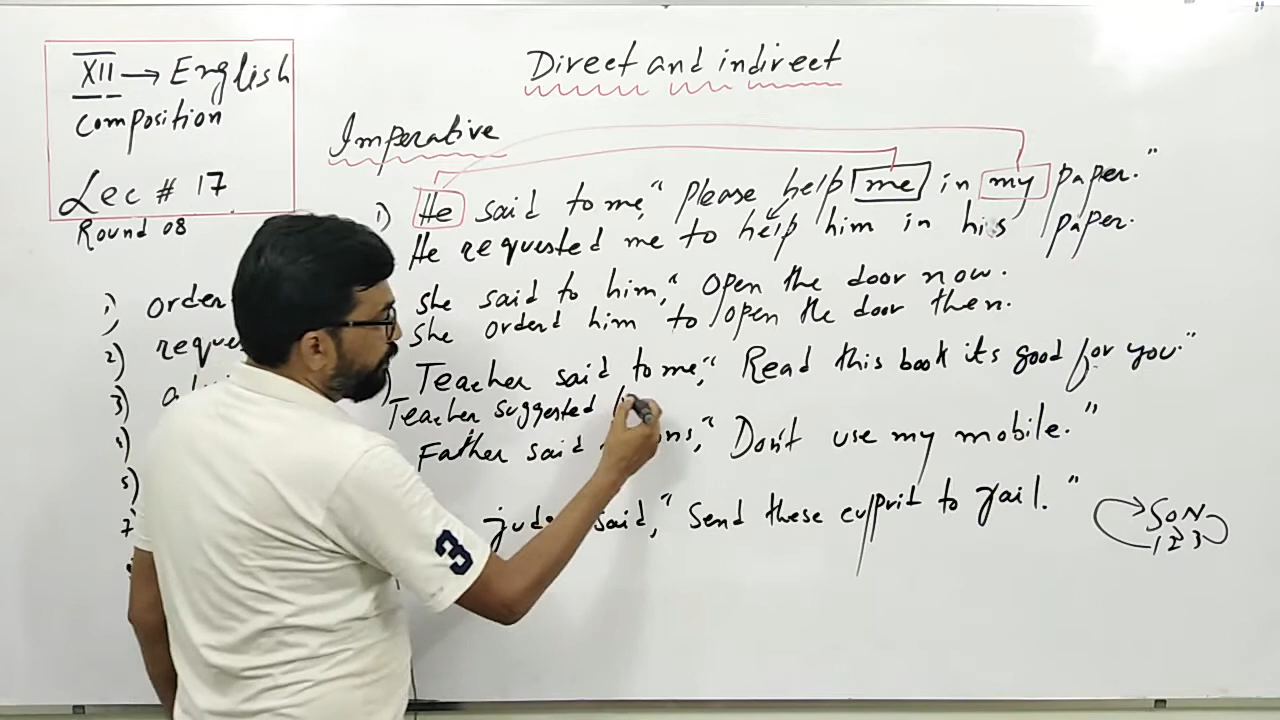 XII → English
composition
Lec # 17
Round 08
Direct and indirect
Imperative
1) He said to me, "Please help me in my paper."
He requested me to help him in his paper.
She said to him, "Open the door now.
She orderd him to open the door then.
) Teacher said to me, "Read this book its good for you."
Teacher suggested
Father said "Don't use my mobile."
said, "Send these culprit to jail."
SON
123
1) order
2)
3)
4)
5)
7
3